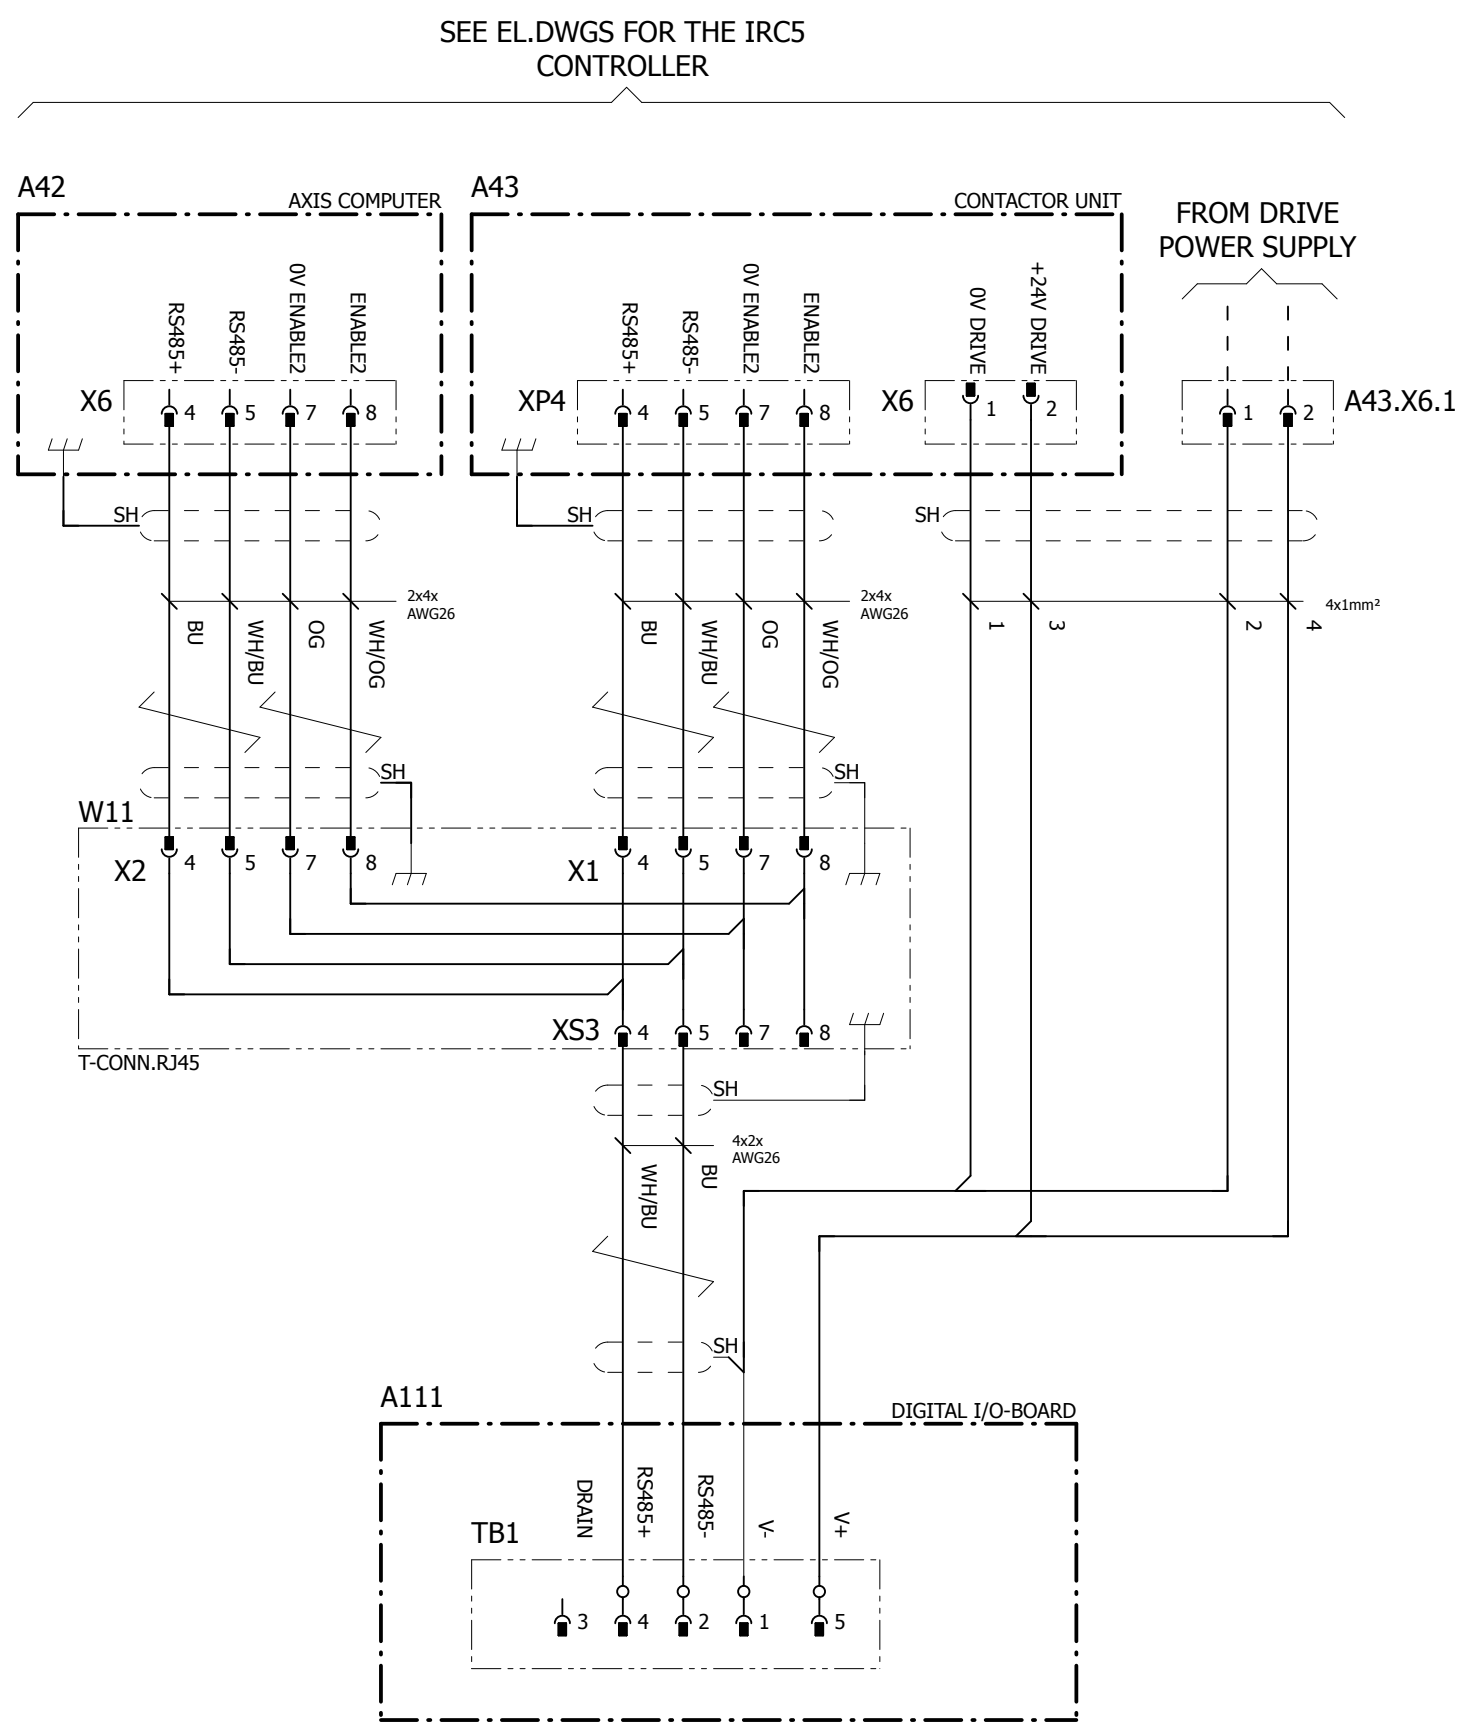 SEE EL.DWGS FOR THE IRC5
CONTROLLER
A42
AXIS COMPUTER
A43
CONTACTOR UNIT
FROM DRIVE
POWER SUPPLY
RS485+
RS485-
0V ENABLE2
ENABLE2
RS485+
RS485-
0V ENABLE2
ENABLE2
0V DRIVE
+24V DRIVE
X6
4
5
7
8
XP4
4
5
7
8
X6
1
2
1
2
A43.X6.1
SH
SH
SH
2x4x
AWG26
2x4x
AWG26
4x1mm²
BU
WH/BU
OG
WH/OG
BU
WH/BU
OG
WH/OG
1
3
2
4
SH
SH
W11
X2
4
5
7
8
X1
4
5
7
8
XS3
4
5
7
8
T-CONN.RJ45
SH
4x2x
AWG26
WH/BU
BU
SH
A111
DIGITAL I/O-BOARD
DRAIN
RS485+
RS485-
V-
V+
TB1
3
4
2
1
5